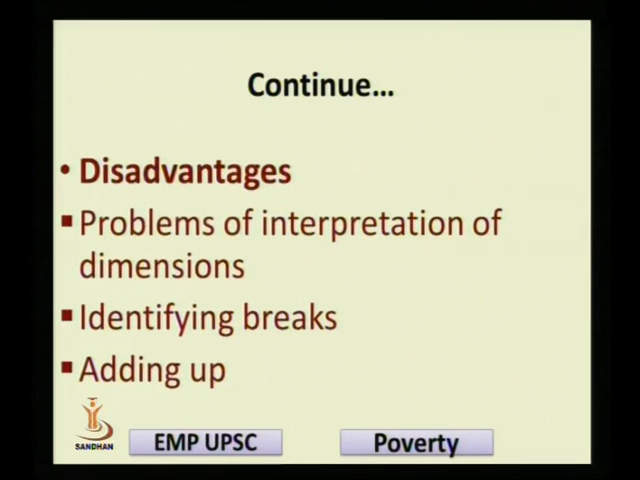 Continue...
• Disadvantages
▪ Problems of interpretation of
dimensions
▪ Identifying breaks
▪ Adding up
SANDHAN
EMP UPSC
Poverty